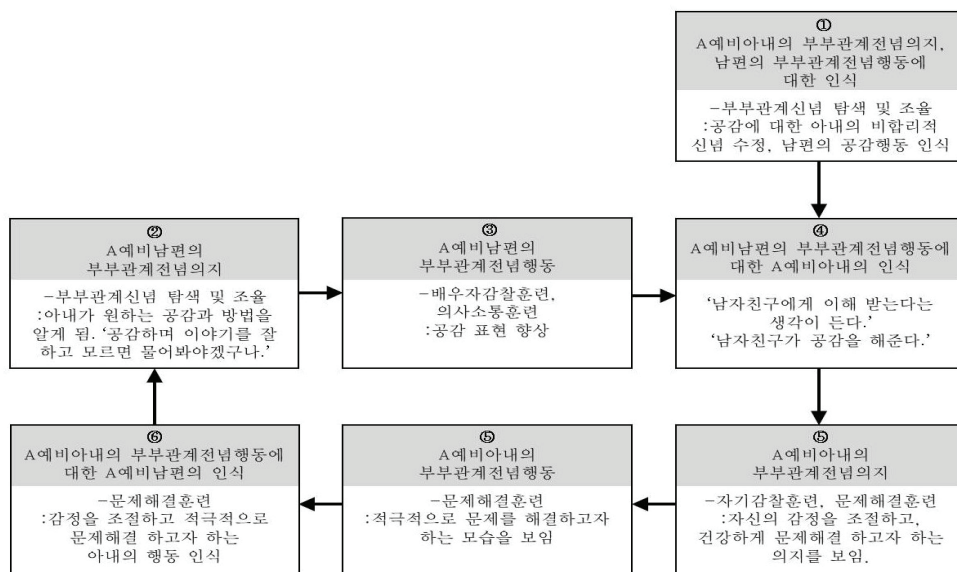 ①
A예비아내의 부부관계전념의지,
남편의 부부관계전념행동에
대한 인식
-부부관계신념 탐색 및 조율
:공감에 대한 아내의 비합리적
신념 수정, 남편의 공감행동 인식
②
A예비남편의
부부관계전념의지
-부부관계신념 탐색 및 조율
:아내가 원하는 공감과 방법을
알게 됨. '공감하며 이야기를 잘
하고 모르면 물어봐야겠구나.'
③
A예비남편의
부부관계전념행동
-배우자감찰훈련,
의사소통훈련
:공감 표현 향상
④
A예비남편의 부부관계전념행동에
대한 A예비아내의 인식
'남자친구에게 이해 받는다는
생각이 든다.'
'남자친구가 공감을 해준다.'
⑥
A예비아내의 부부관계전념행동에
대한 A예비남편의 인식
-문제해결훈련
:감정을 조절하고 적극적으로
문제해결 하고자 하는
아내의 행동 인식
⑤
A예비아내의
부부관계전념행동
-문제해결훈련
:적극적으로 문제를 해결하고자
하는 모습을 보임
⑤
A예비아내의
부부관계전념의지
-자기감찰훈련, 문제해결훈련
:자신의 감정을 조절하고,
건강하게 문제해결 하고자 하는
의지를 보임.